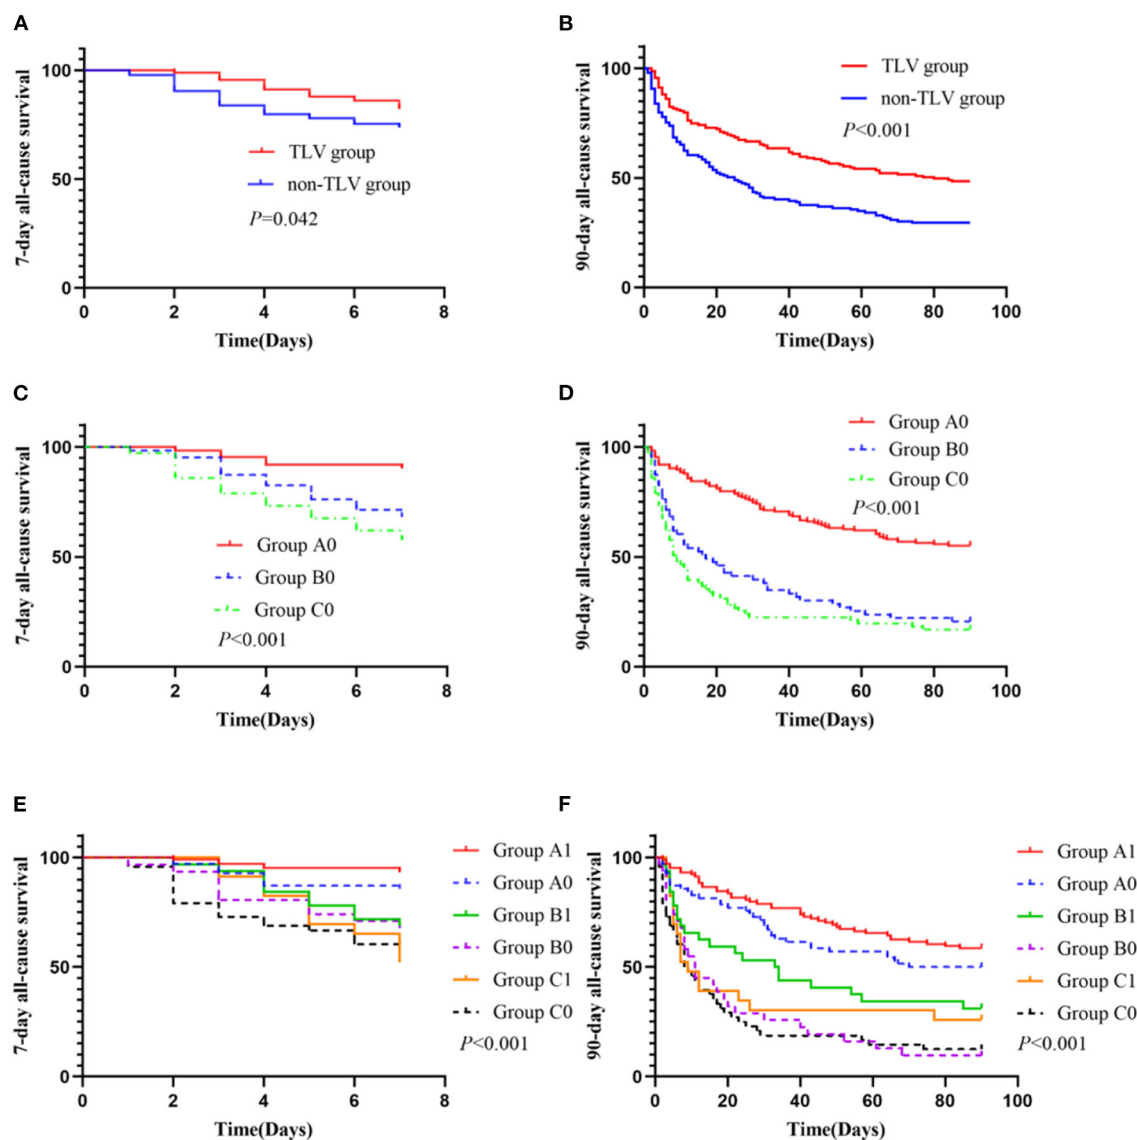 A
7-day all-cause survival
100
50
0
0 2 4 6 8
Time(Days)
TLV group
non-TLV group
P=0.042
B
90-day all-cause survival
100
50
0
0 20 40 60 80 100
Time(Days)
TLV group
non-TLV group
P<0.001
C
7-day all-cause survival
100
50
0
0 2 4 6 8
Time(Days)
Group A0
Group B0
Group C0
P<0.001
D
90-day all-cause survival
100
50
0
0 20 40 60 80 100
Time(Days)
Group A0
Group B0
Group C0
P<0.001
E
7-day all-cause survival
100
50
0
0 2 4 6 8
Time(Days)
Group A1
Group A0
Group B1
Group B0
Group C1
Group C0
P<0.001
F
90-day all-cause survival
100
50
0
0 20 40 60 80 100
Time(Days)
Group A1
Group A0
Group B1
Group B0
Group C1
Group C0
P<0.001